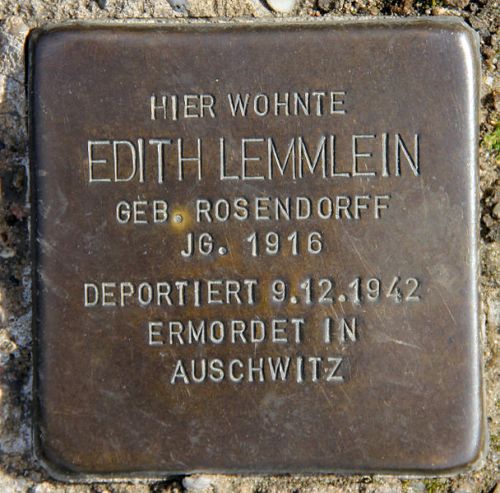 HIER WOHNTE
EDITH LEMMLEIN
GEB. ROSENDORFF
JG. 1916
DEPORTIERT 9.12.1942
ERMORDET IN
AUSCHWITZ